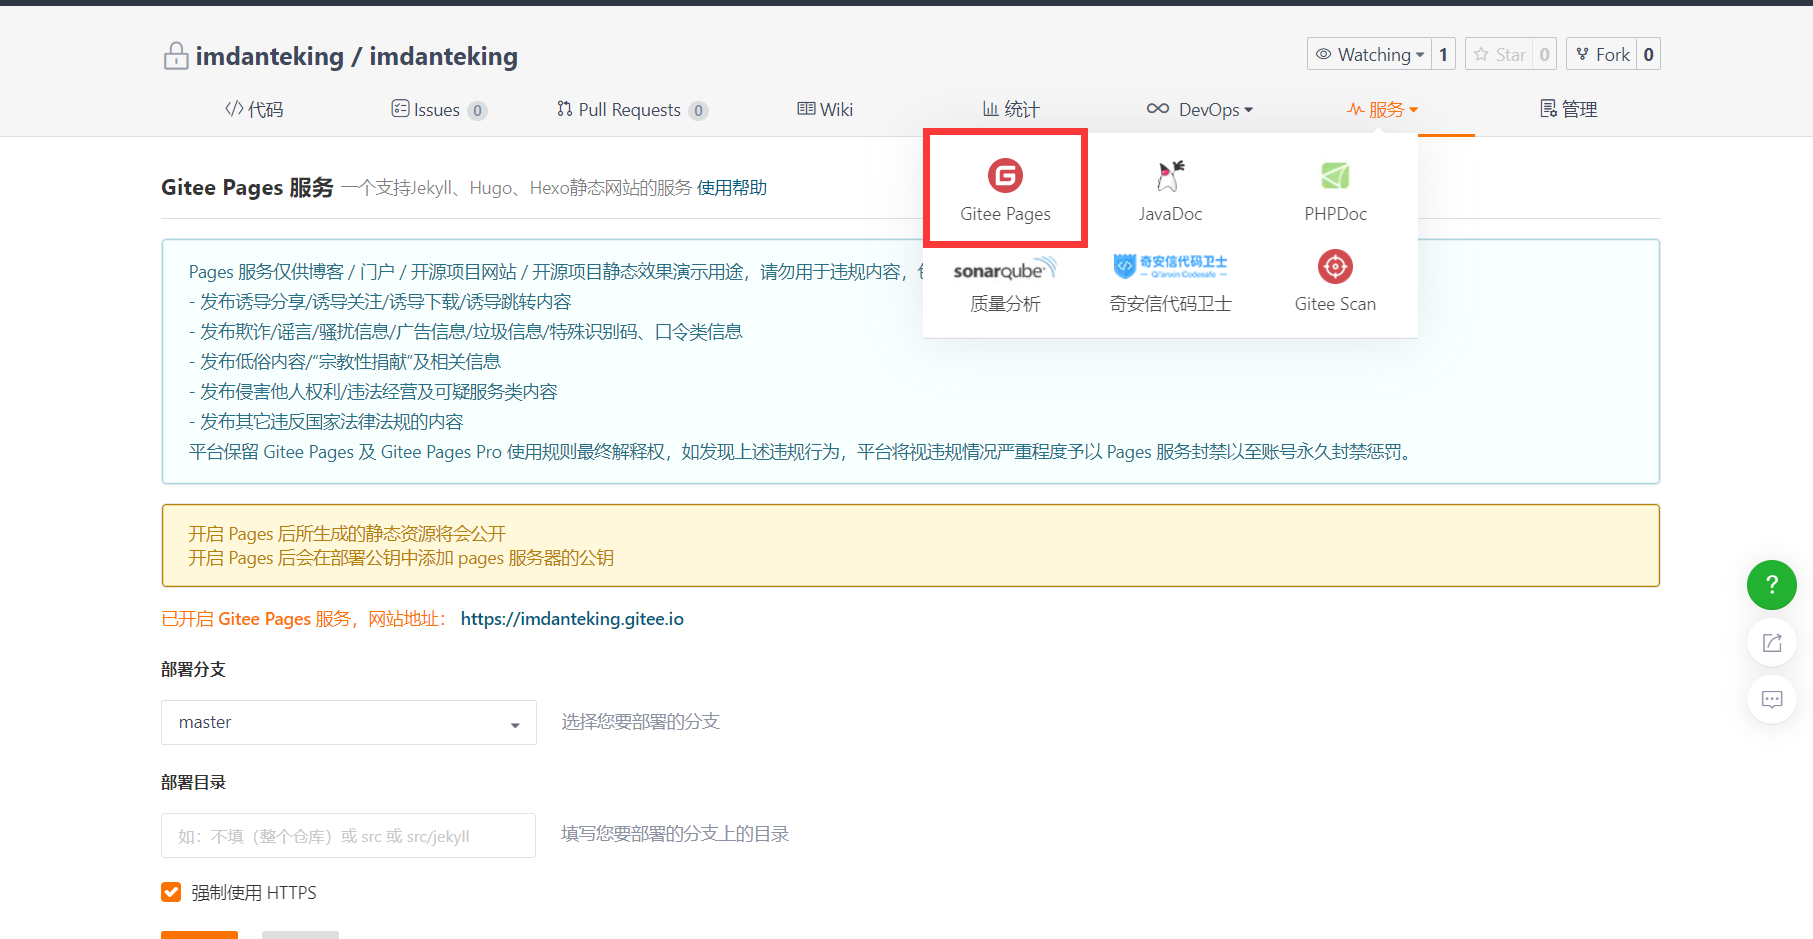 imdanteking / imdanteking
Watching 1 Star 0 Fork 0
代码 Issues 0 Pull Requests 0 Wiki 统计 DevOps 服务 管理
Gitee Pages 服务 一个支持Jekyll、Hugo、Hexo静态网站的服务 使用帮助
G
Gitee Pages JavaDoc PHPDoc
sonarqube 奇安信代码卫士 Qi'anxin Codesafe
质量分析 奇安信代码卫士 Gitee Scan
Pages 服务仅供博客 / 门户 / 开源项目网站 / 开源项目静态效果演示用途，请勿用于违规内容，
- 发布诱导分享/诱导关注/诱导下载/诱导跳转内容
- 发布欺诈/谣言/骚扰信息/广告信息/垃圾信息/特殊识别码、口令类信息
- 发布低俗内容/“宗教性捐献”及相关信息
- 发布侵害他人权利/违法经营及可疑服务类内容
- 发布其它违反国家法律法规的内容
平台保留 Gitee Pages 及 Gitee Pages Pro 使用规则最终解释权，如发现上述违规行为，平台将视违规情况严重程度予以 Pages 服务封禁以至账号永久封禁惩罚。
开启 Pages 后所生成的静态资源将会公开
开启 Pages 后会在部署公钥中添加 pages 服务器的公钥
已开启 Gitee Pages 服务，网站地址： https://imdanteking.gitee.io
?
部署分支
master 选择您要部署的分支
部署目录
如：不填（整个仓库）或 src 或 src/jekyll 填写您要部署的分支上的目录
强制使用 HTTPS